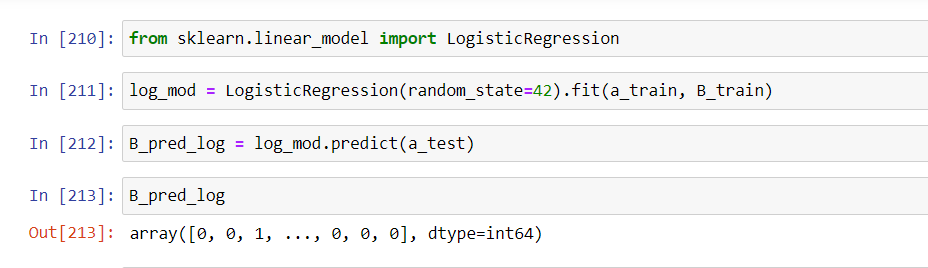 In [210]: from sklearn.linear_model import LogisticRegression
In [211]: log_mod = LogisticRegression(random_state=42).fit(a_train, B_train)
In [212]: B_pred_log = log_mod.predict(a_test)
In [213]: B_pred_log
Out[213]: array([0, 0, 1, ..., 0, 0, 0], dtype=int64)